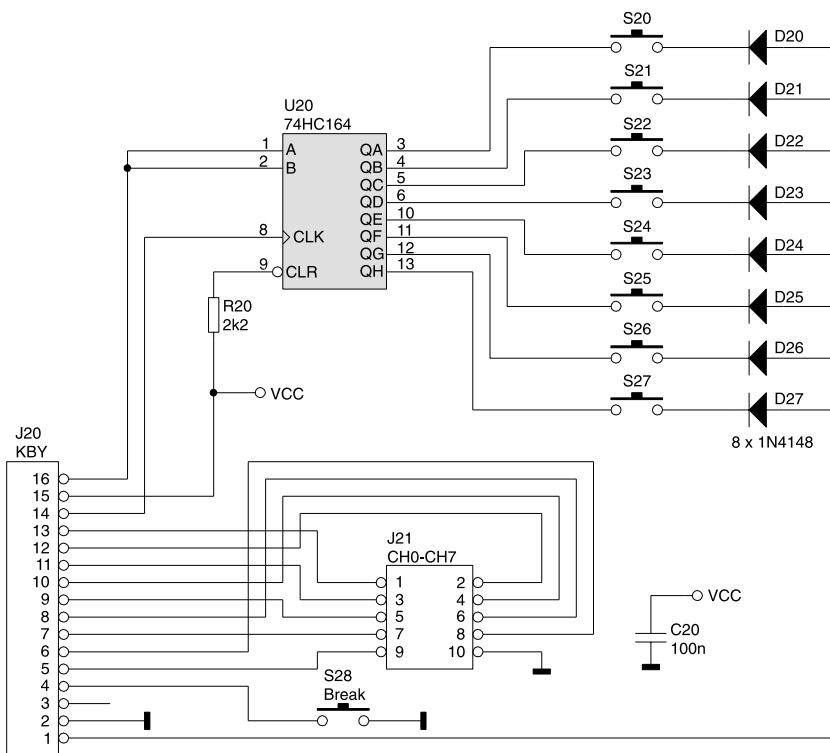 S20
D20
S21
D21
U20
74HC164
S22
D22
1 A QA 3
2 B QB 4
QC 5
S23
D23
QD 6
QE 10
S24
D24
8 CLK QF 11
QG 12
9 CLR QH 13
S25
D25
R20
2k2
S26
D26
VCC
S27
D27
8 x 1N4148
J20
KBY
16
15
14
13
12
11
10
9
8
7
6
5
4
3
2
1
J21
CH0-CH7
1 2
3 4
5 6
7 8
9 10
VCC
C20
100n
S28
Break